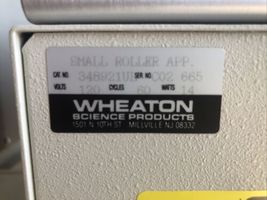 SMALL ROLLER APP.
CAT NO. SER NO.
C02 665
VOLTS 120 CYCLES 60 WATTS 14
WHEATON
SCIENCE PRODUCTS
1501 N 10TH ST MILLVILLE NJ 08332